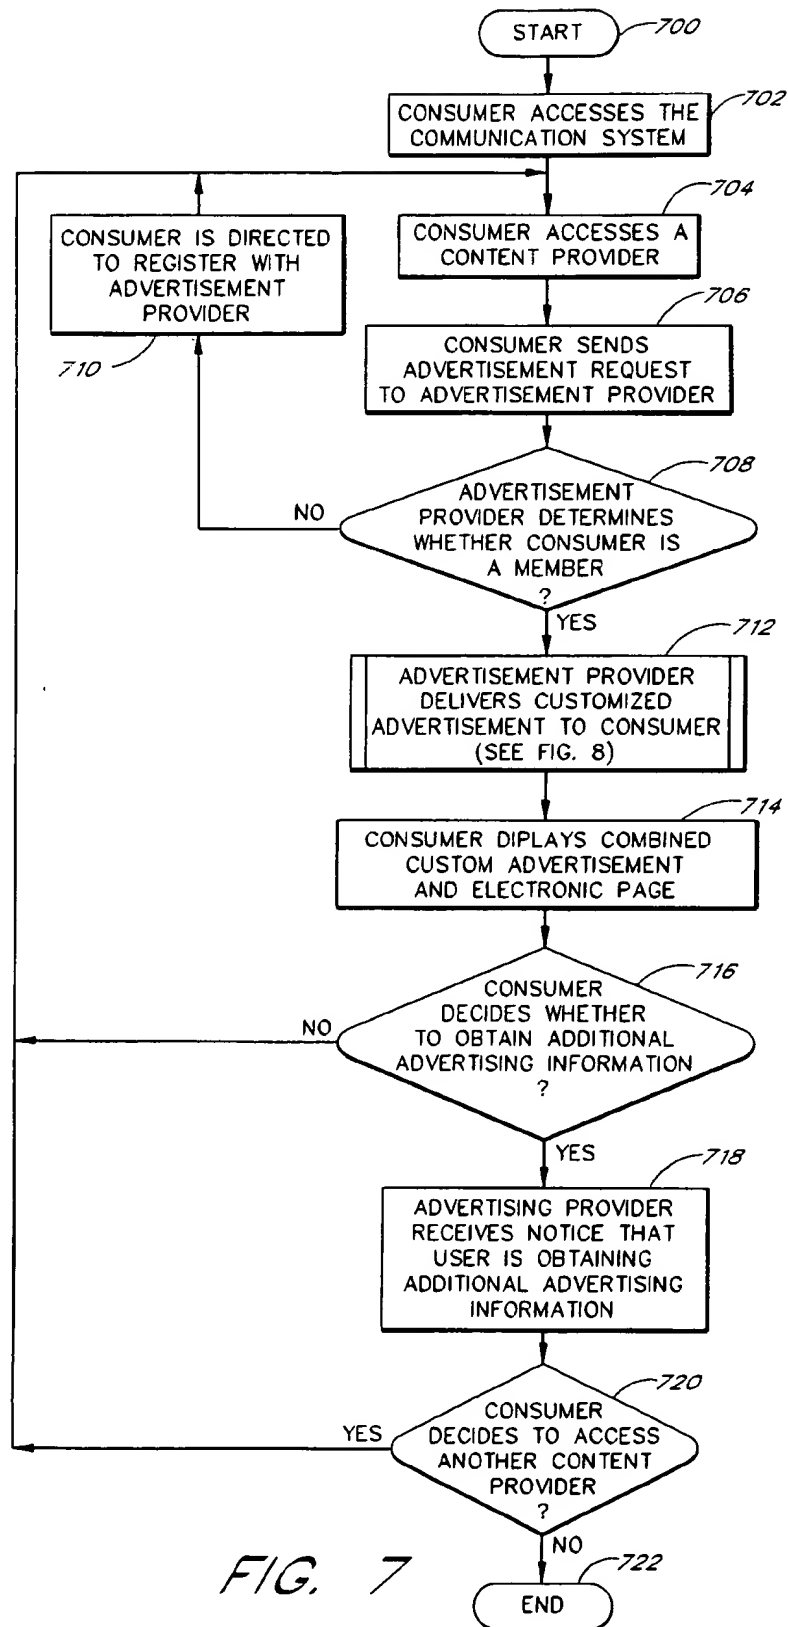 START
700
CONSUMER ACCESSES THE
COMMUNICATION SYSTEM
702
CONSUMER IS DIRECTED
TO REGISTER WITH
ADVERTISEMENT
PROVIDER
710
CONSUMER ACCESSES A
CONTENT PROVIDER
704
CONSUMER SENDS
ADVERTISEMENT REQUEST
TO ADVERTISEMENT PROVIDER
706
ADVERTISEMENT
PROVIDER DETERMINES
WHETHER CONSUMER IS
A MEMBER
?
708
NO
YES
ADVERTISEMENT PROVIDER
DELIVERS CUSTOMIZED
ADVERTISEMENT TO CONSUMER
(SEE FIG. 8)
712
CONSUMER DIPLAYS COMBINED
CUSTOM ADVERTISEMENT
AND ELECTRONIC PAGE
714
CONSUMER
DECIDES WHETHER
TO OBTAIN ADDITIONAL
ADVERTISING INFORMATION
?
716
NO
YES
ADVERTISING PROVIDER
RECEIVES NOTICE THAT
USER IS OBTAINING
ADDITIONAL ADVERTISING
INFORMATION
718
CONSUMER
DECIDES TO ACCESS
ANOTHER CONTENT
PROVIDER
?
720
YES
NO
END
722
FIG. 7